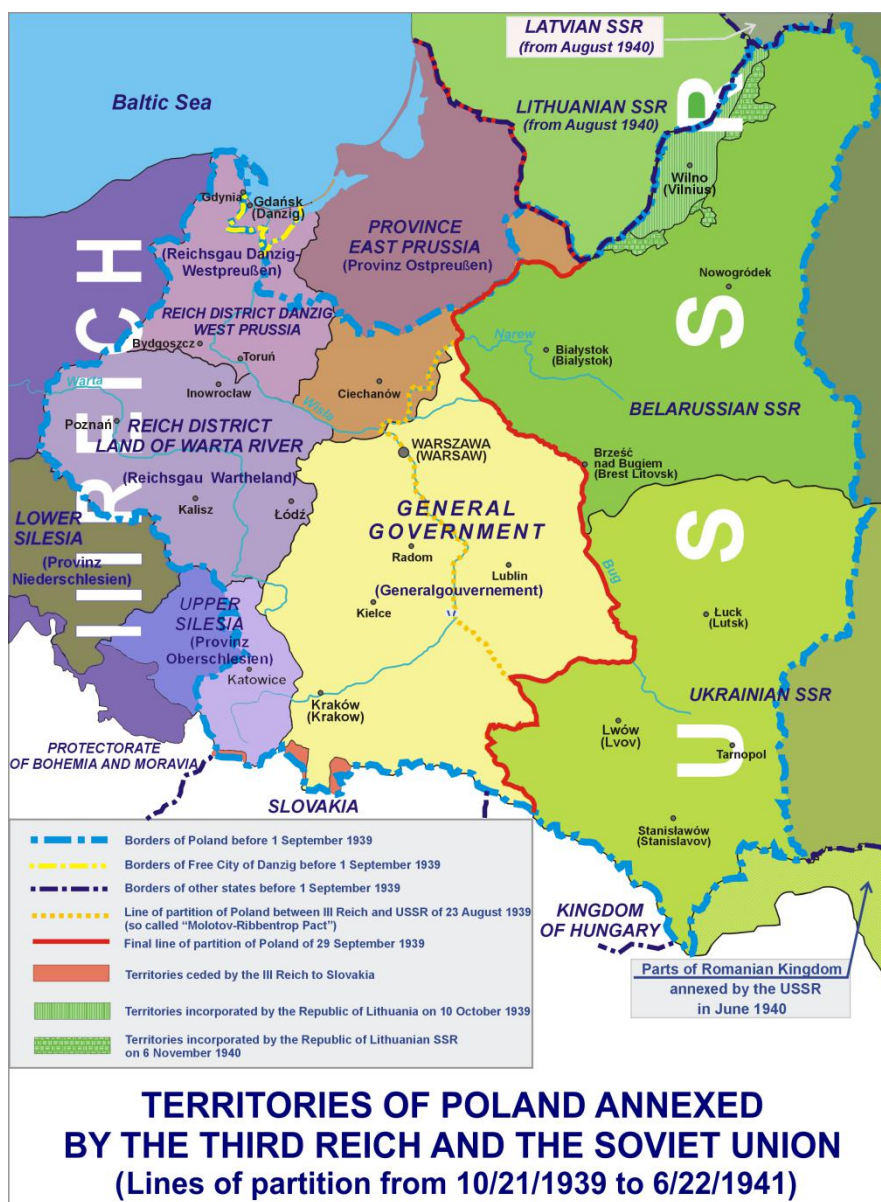 LATVIAN SSR
(from August 1940)
Baltic Sea
LITHUANIAN SSR
(from August 1940)
Wilno
(Vilnius)
Gdynia
Gdańsk
(Danzig)
PROVINCE
EAST PRUSSIA
(Provinz Ostpreußen)
(Reichsgau Danzig-
Westpreußen)
Nowogródek
REICH DISTRICT DANZIG
WEST PRUSSIA
Bydgoszcz
Toruń
Narew
Białystok
(Bialystok)
Warta
Inowrocław
Ciechanów
Wisla
BELARUSSIAN SSR
Poznań
REICH DISTRICT
LAND OF WARTA RIVER
WARSZAWA
(WARSAW)
Brześć
nad Bugiem
(Brest Litovsk)
(Reichsgau Wartheland)
Kalisz
Łódź
GENERAL
GOVERNMENT
LOWER
SILESIA
(Provinz
Niederschlesien)
Radom
Lublin
Bug
(Generalgouvernement)
Kielce
UPPER
SILESIA
(Provinz
Oberschlesien)
Łuck
(Lutsk)
Katowice
Kraków
(Krakow)
UKRAINIAN SSR
Lwów
(Lvov)
Tarnopol
PROTECTORATE
OF BOHEMIA AND MORAVIA
SLOVAKIA
Stanisławów
(Stanislavov)
III REICH
USSR
KINGDOM
OF HUNGARY
Parts of Romanian Kingdom
annexed by the USSR
in June 1940
Borders of Poland before 1 September 1939
Borders of Free City of Danzig before 1 September 1939
Borders of other states before 1 September 1939
Line of partition of Poland between III Reich and USSR of 23 August 1939
(so called "Molotov-Ribbentrop Pact")
Final line of partition of Poland of 29 September 1939
Territories ceded by the III Reich to Slovakia
Territories incorporated by the Republic of Lithuania on 10 October 1939
Territories incorporated by the Republic of Lithuanian SSR
on 6 November 1940
TERRITORIES OF POLAND ANNEXED
BY THE THIRD REICH AND THE SOVIET UNION
(Lines of partition from 10/21/1939 to 6/22/1941)